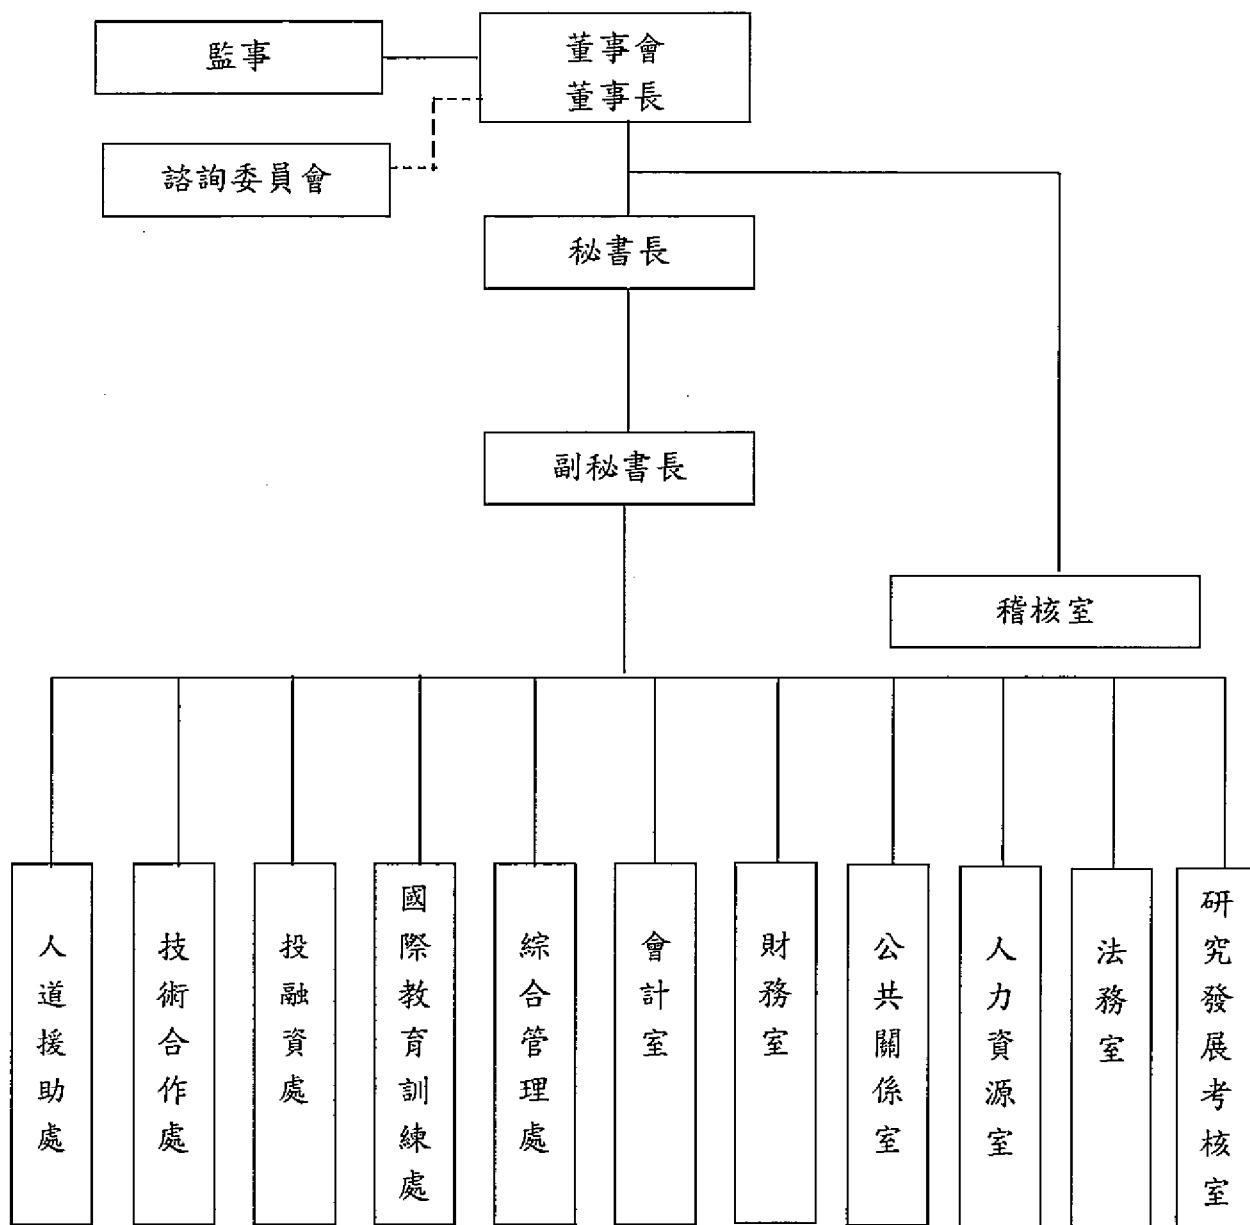 監事
董事會
董事長
諮詢委員會
秘書長
副秘書長
稽核室
人道援助處
技術合作處
投融資處
國際教育訓練處
綜合管理處
會計室
財務室
公共關係室
人力資源室
法務室
研究發展考核室